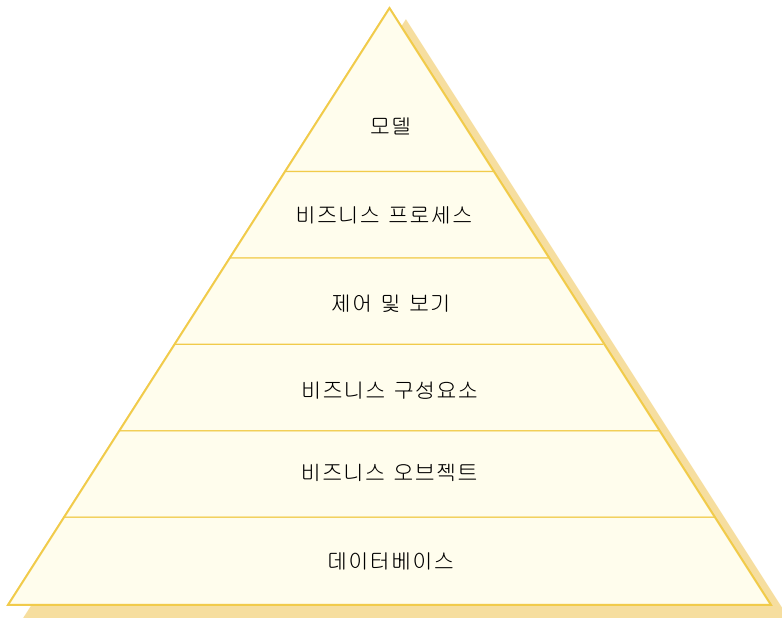 모델
비즈니스 프로세스
제어 및 보기
비즈니스 구성요소
비즈니스 오브젝트
데이터베이스